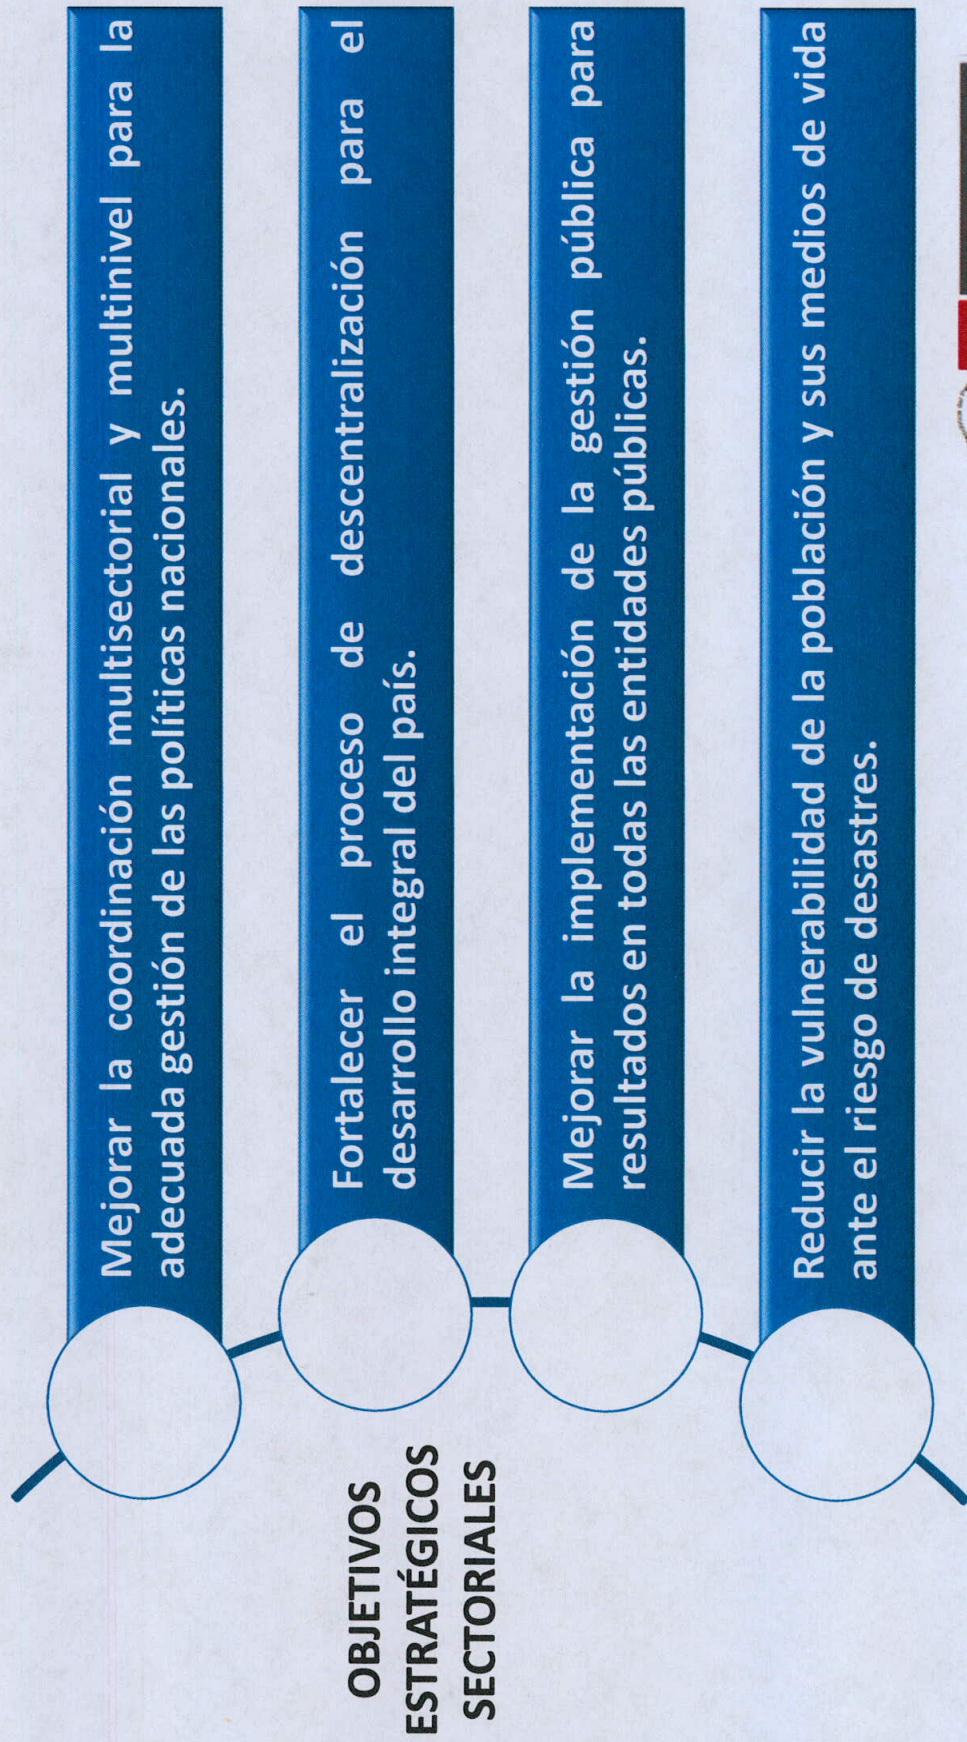 OBJETIVOS
ESTRATÉGICOS
SECTORIALES
Mejorar la coordinación multisectorial y multinivel para la
adecuada gestión de las políticas nacionales.
Fortalecer el proceso de descentralización para el
desarrollo integral del país.
Mejorar la implementación de la gestión pública para
resultados en todas las entidades públicas.
Reducir la vulnerabilidad de la población y sus medios de vida
ante el riesgo de desastres.